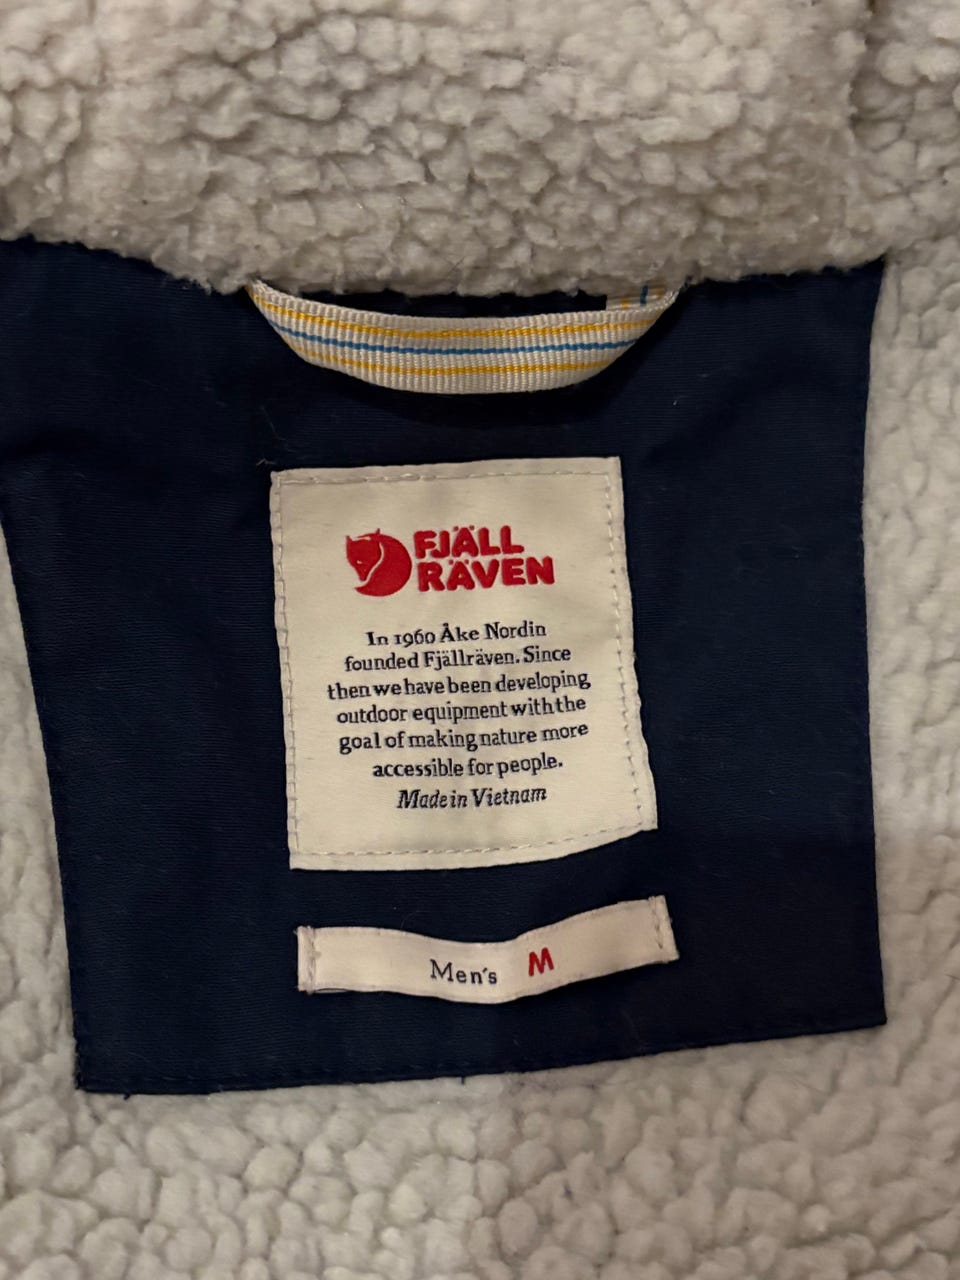 FJÄLL
RÄVEN
In 1960 Åke Nordin
founded Fjällräven. Since
then we have been developing
outdoor equipment with the
goal of making nature more
accessible for people.
Made in Vietnam
Men's M